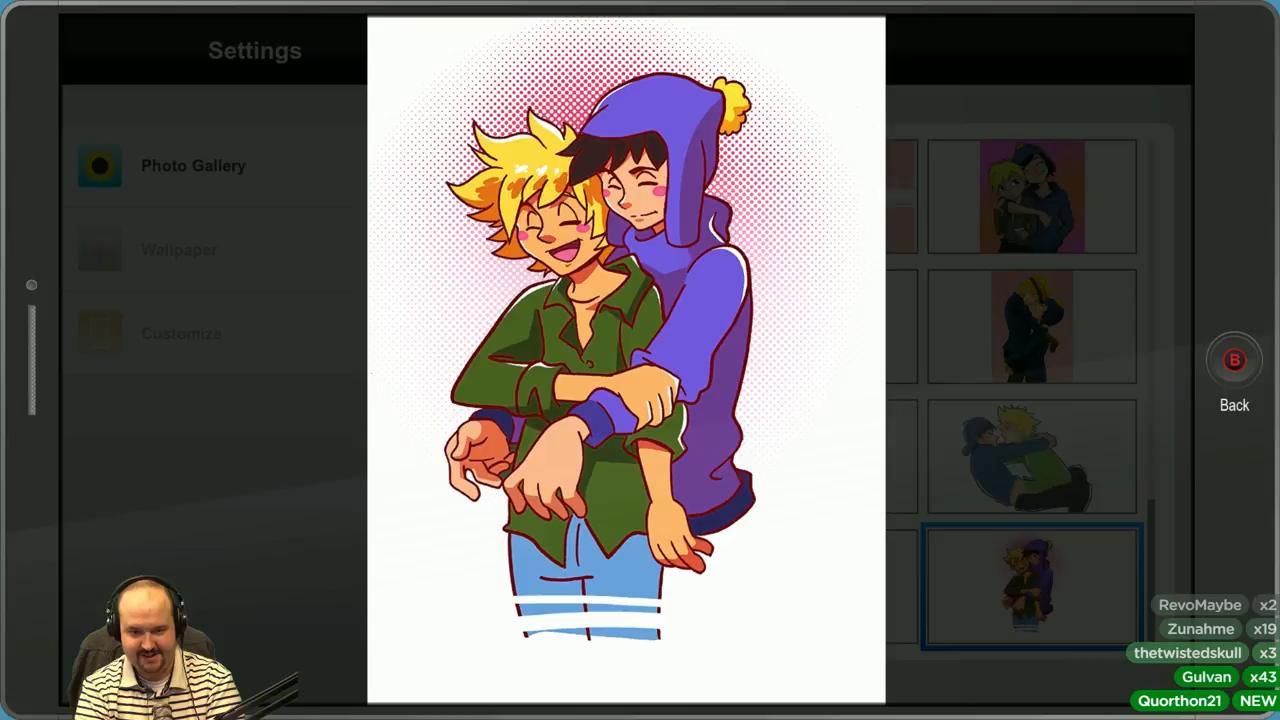 Settings
Photo Gallery
Wallpaper
Customize
B
Back
RevoMaybe x2
Zunahme x19
thetwistedskull x3
Gulvan x43
Quorthon21 NEW